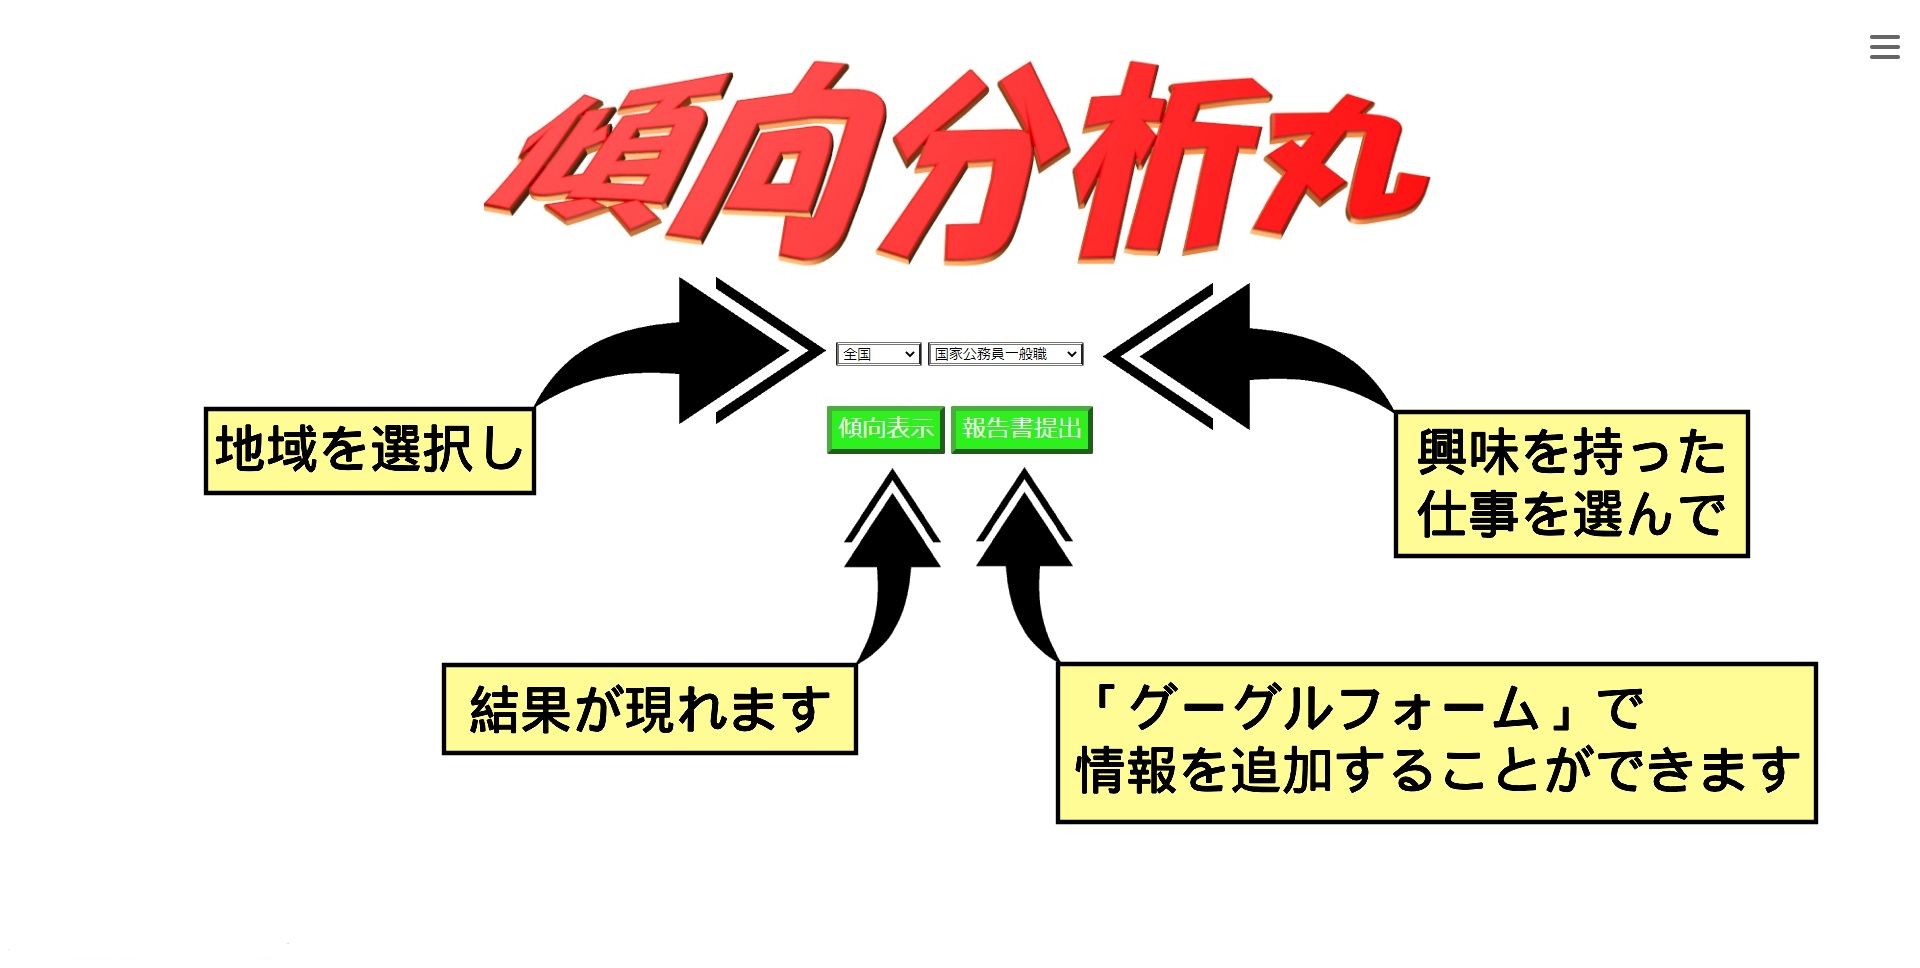 傾向分析丸
全国
国家公務員一般職
傾向表示
報告書提出
地域を選択し
興味を持った
仕事を選んで
結果が現れます
「グーグルフォーム」で
情報を追加することができます